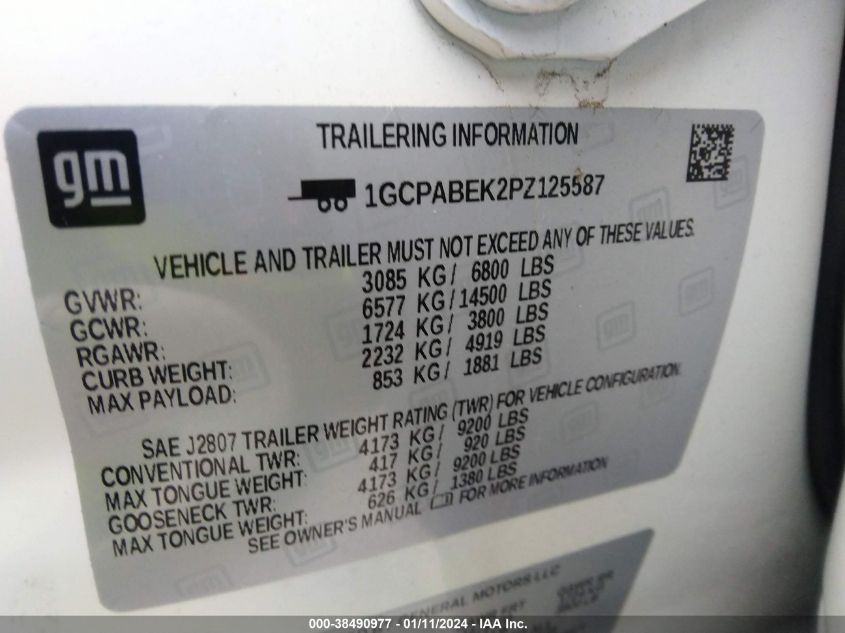 gm
TRAILERING INFORMATION
1GCPABEK2PZ125587
VEHICLE AND TRAILER MUST NOT EXCEED ANY OF THESE VALUES.
GVWR: 3085 KG/ 6800 LBS
GCWR: 6577 KG/14500 LBS
RGAWR: 1724 KG/ 3800 LBS
CURB WEIGHT: 2232 KG/ 4919 LBS
MAX PAYLOAD: 853 KG/ 1881 LBS
SAE J2807 TRAILER WEIGHT RATING (TWR) FOR VEHICLE CONFIGURATION.
CONVENTIONAL TWR: 4173 KG/ 9200 LBS
MAX TONGUE WEIGHT: 417 KG/ 920 LBS
GOOSENECK TWR: 4173 KG/ 9200 LBS
MAX TONGUE WEIGHT: 626 KG/ 1380 LBS
SEE OWNER'S MANUAL FOR MORE INFORMATION
GENERAL MOTORS LLC
000-38490977 - 01/11/2024 - IAA Inc.